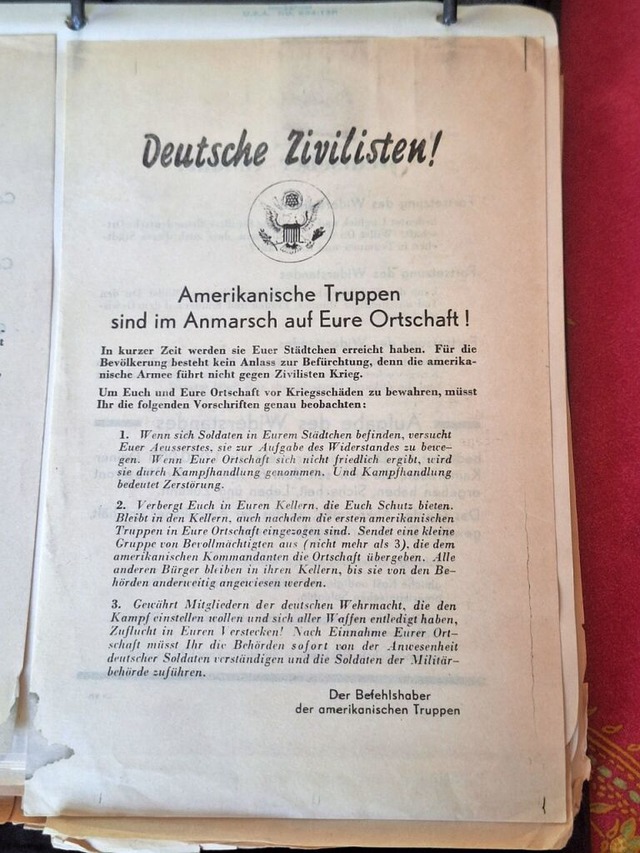 Deutsche Zivilisten!
Amerikanische Truppen
sind im Anmarsch auf Eure Ortschaft !
In kurzer Zeit werden sie Euer Städtchen erreicht haben. Für die
Bevölkerung besteht kein Anlass zur Befürchtung, denn die amerika-
nische Armee führt nicht gegen Zivilisten Krieg.
Um Euch und Eure Ortschaft vor Kriegsschäden zu bewahren, müsst
Ihr die folgenden Vorschriften genau beobachten:
1. Wenn sich Soldaten in Eurem Städtchen befinden, versucht
Euer Aeusserstes, sie zur Aufgabe des Widerstandes zu bewe-
gen. Wenn Eure Ortschaft sich nicht friedlich ergibt, wird
sie durch Kampfhandlung genommen. Und Kampfhandlung
bedeutet Zerstörung.
2. Verbergt Euch in Euren Kellern, die Euch Schutz bieten.
Bleibt in den Kellern, auch nachdem die ersten amerikanischen
Truppen in Eure Ortschaft eingezogen sind. Sendet eine kleine
Gruppe von Bevollmächtigten aus (nicht mehr als 3), die dem
amerikanischen Kommandanten die Ortschaft übergeben. Alle
anderen Bürger bleiben in ihren Kellern, bis sie von den Be-
hörden anderweitig angewiesen werden.
3. Gewährt Mitgliedern der deutschen Wehrmacht, die den
Kampf einstellen wollen und sich aller Waffen entledigt haben,
Zuflucht in Euren Verstecken! Nach Einnahme Eurer Ort-
schaft müsst Ihr die Behörden sofort von der Anwesenheit
deutscher Soldaten verständigen und die Soldaten der Militär-
behörde zuführen.
Der Befehlshaber
der amerikanischen Truppen